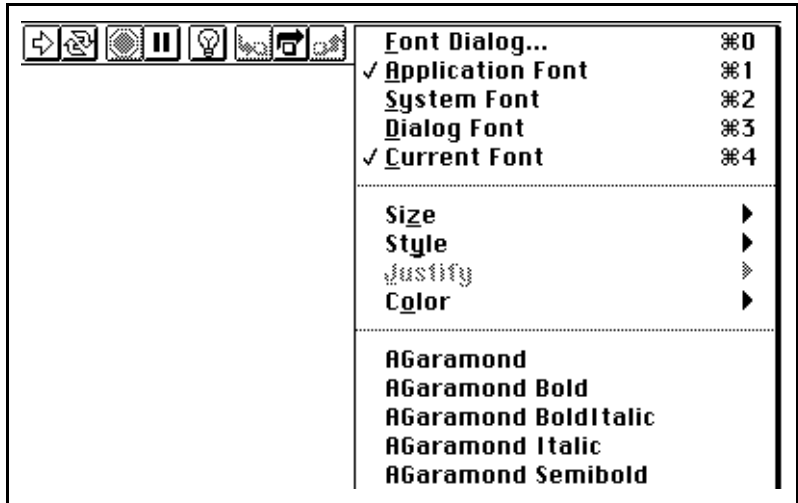 Font Dialog... ⌘0
✓ Application Font ⌘1
System Font ⌘2
Dialog Font ⌘3
✓ Current Font ⌘4
Size ▶
Style ▶
Justify ▶
Color ▶
AGaramond
AGaramond Bold
AGaramond BoldItalic
AGaramond Italic
AGaramond Semibold